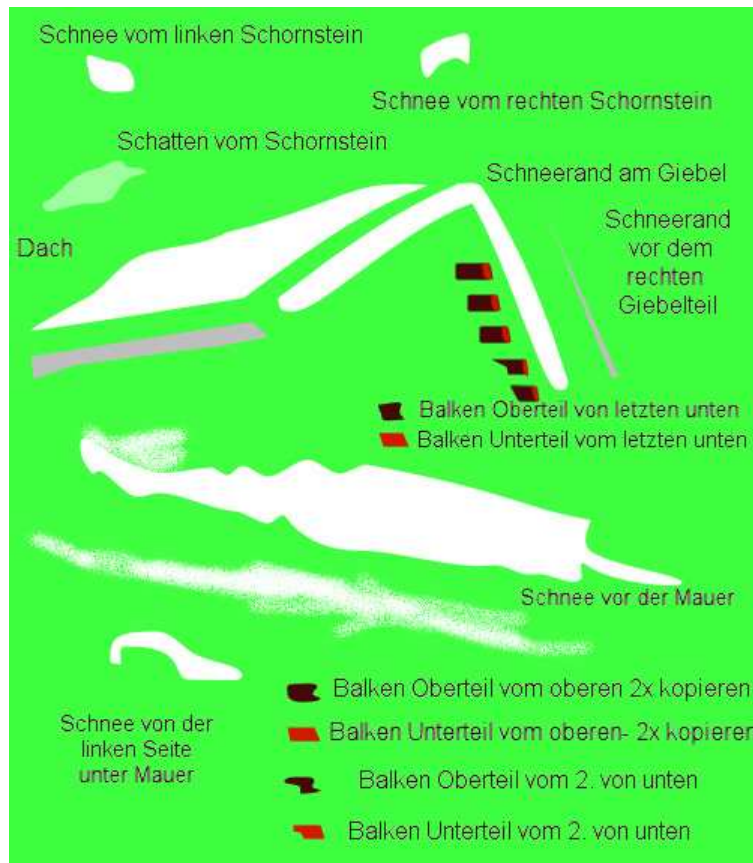 Schnee vom linken Schornstein
Schnee vom rechten Schornstein
Schatten vom Schornstein
Schneerand am Giebel
Schneerand
vor dem
rechten
Giebelteil
Dach
Balken Oberteil von letzten unten
Balken Unterteil vom letzten unten
Schnee vor der Mauer
Balken Oberteil vom oberen 2x kopieren
Schnee von der
linken Seite
unter Mauer
Balken Unterteil vom oberen- 2x kopieren
Balken Oberteil vom 2. von unten
Balken Unterteil vom 2. von unten